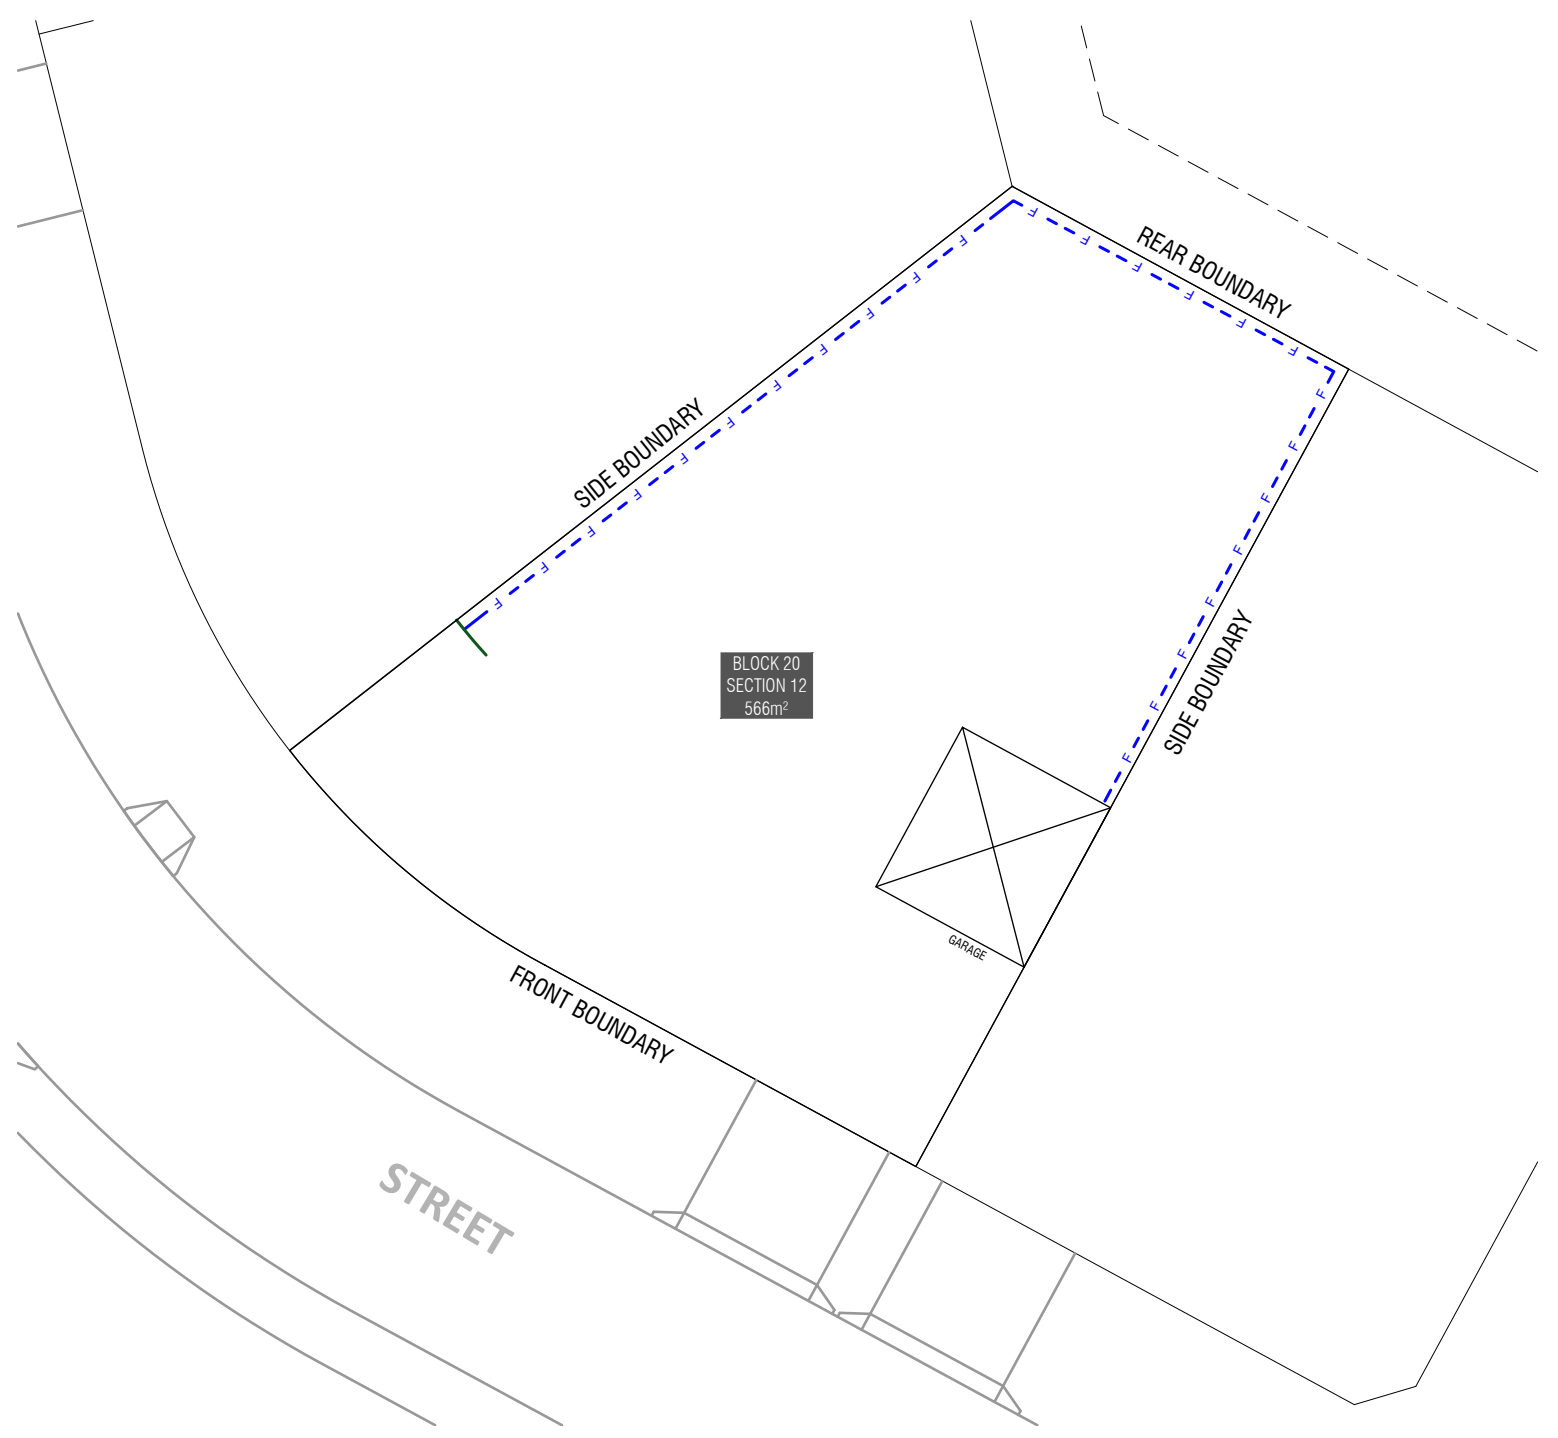 REAR BOUNDARY
F F F F F F
SIDE BOUNDARY
F F F F F F F F F F F
F F F F F F F F
SIDE BOUNDARY
BLOCK 20
SECTION 12
566m²
GARAGE
FRONT BOUNDARY
STREET